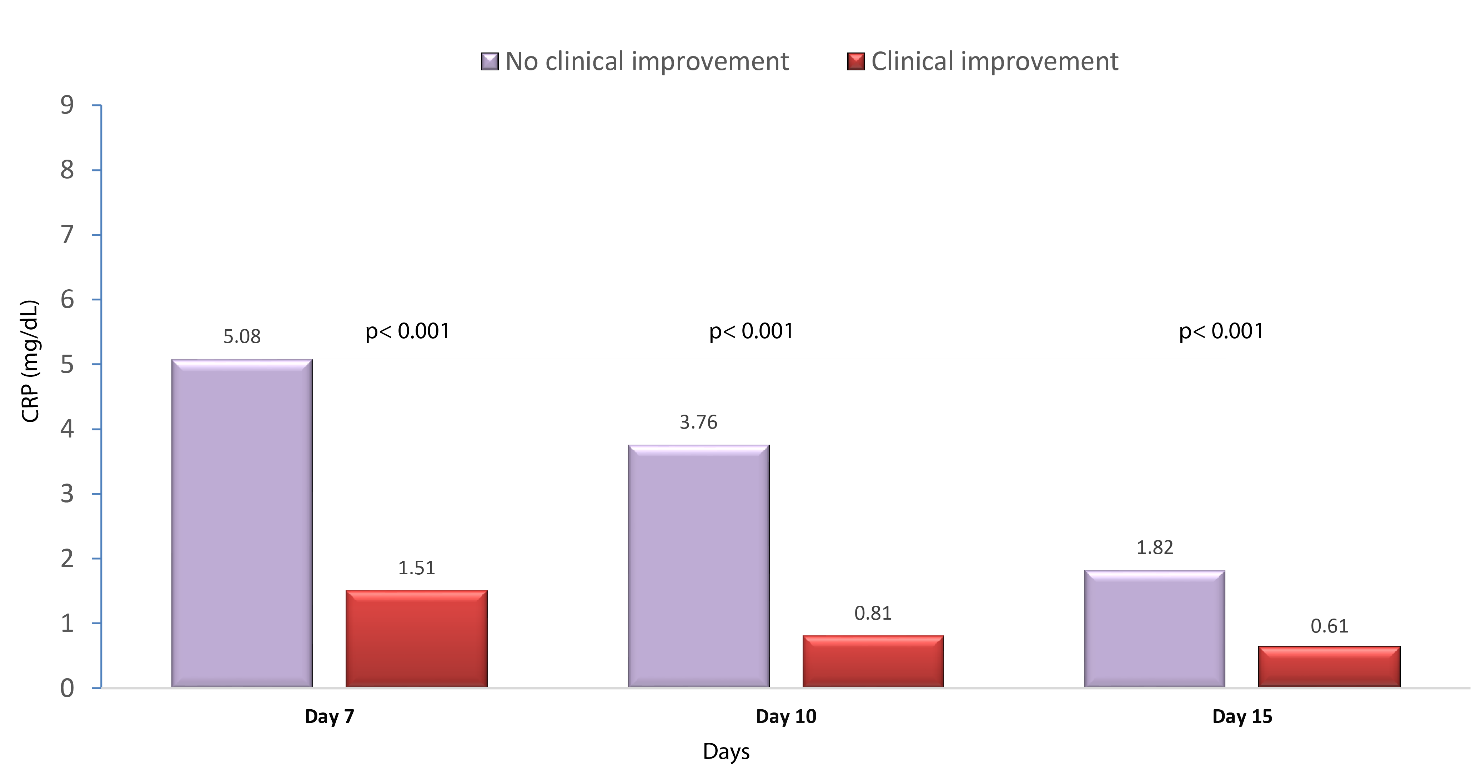 No clinical improvement Clinical improvement
9
8
7
6
5
4
3
2
1
0
CRP (mg/dL)
5.08
p< 0.001
p< 0.001
p< 0.001
3.76
1.51
1.82
0.81
0.61
Day 7 Day 10 Day 15
Days